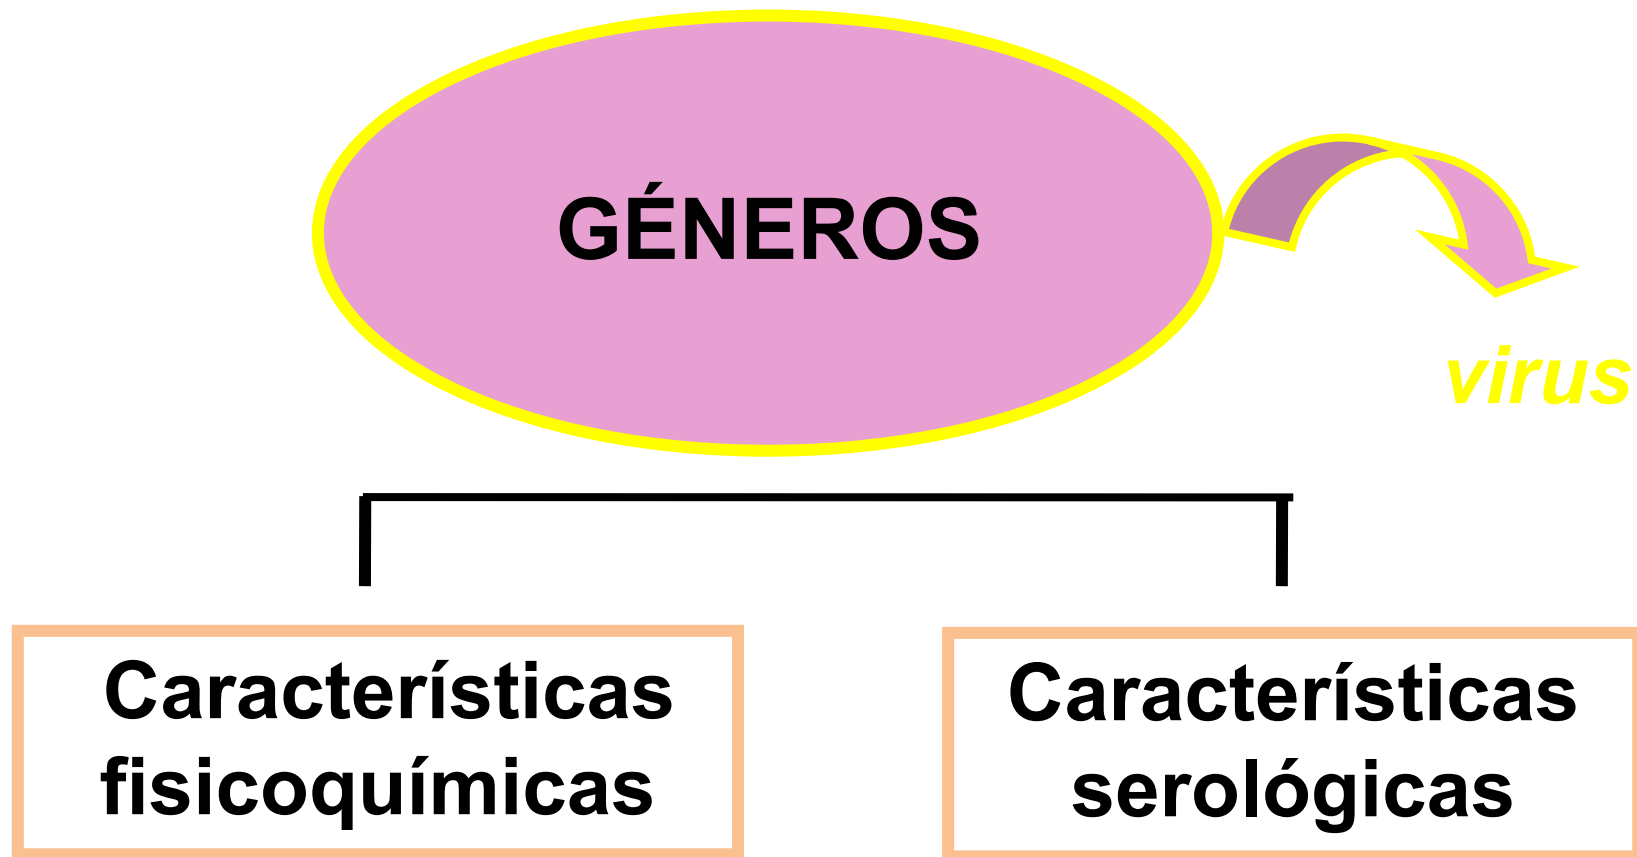 GÉNEROS
virus
Características
fisicoquímicas
Características
serológicas